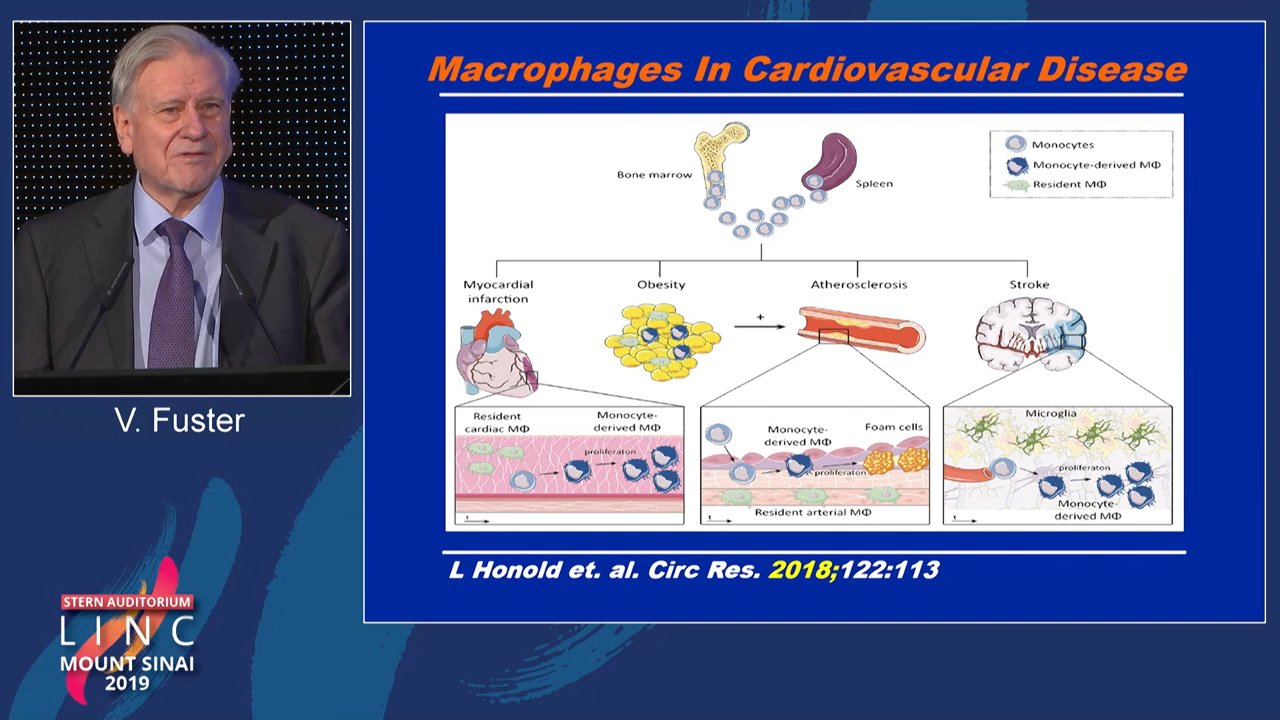 Macrophages In Cardiovascular Disease
Bone marrow
Spleen
Monocytes
Monocyte-derived MΦ
Resident MΦ
Myocardial
infarction
Obesity
+
Atherosclerosis
Stroke
Resident
cardiac MΦ
Monocyte-
derived MΦ
proliferaton
t
Monocyte-
derived MΦ
Foam cells
proliferaton
Resident arterial MΦ
t
Microglia
proliferaton
Monocyte-
derived MΦ
t
L Honold et. al. Circ Res. 2018;122:113
V. Fuster
STERN AUDITORIUM
LINC
MOUNT SINAI
2019